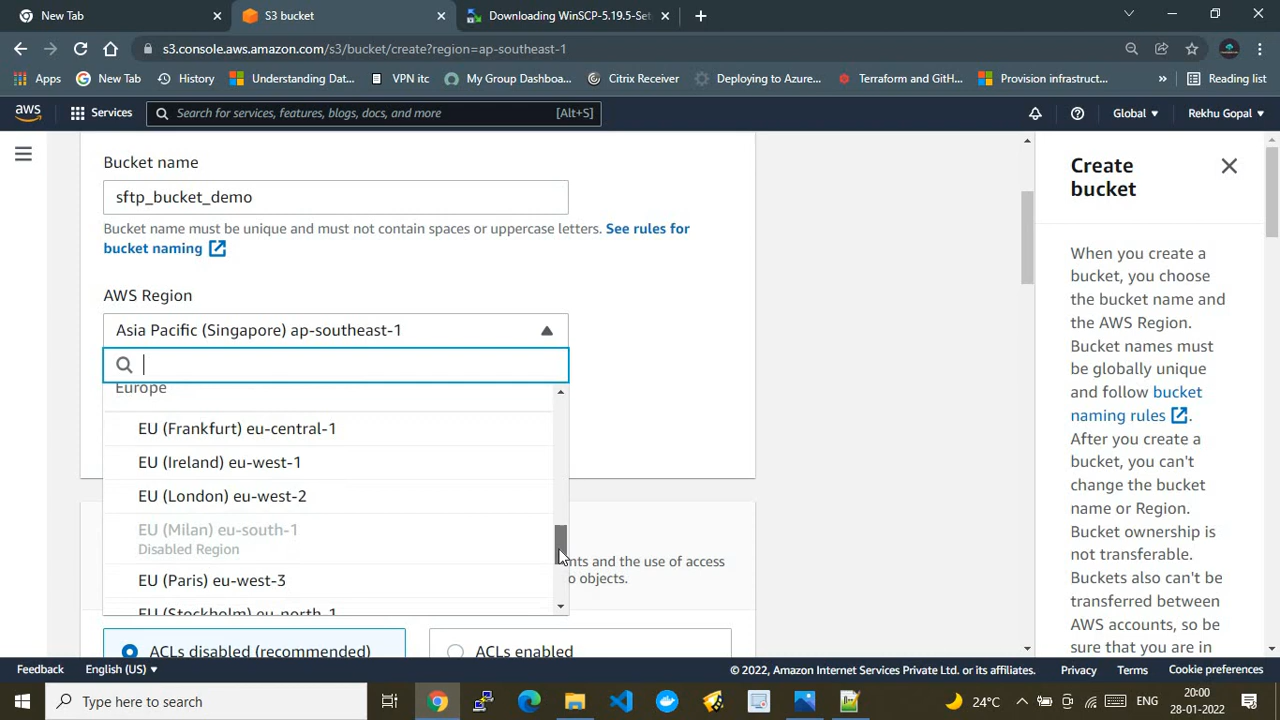 New Tab
S3 bucket
Downloading WinSCP-5.19.5-Set
s3.console.aws.amazon.com/s3/bucket/create?region=ap-southeast-1
Apps
New Tab
History
Understanding Dat...
VPN itc
My Group Dashboa...
Citrix Receiver
Deploying to Azure...
Terraform and GitH...
Provision infrastruct...
»
Reading list
aws
Services
Search for services, features, blogs, docs, and more
[Alt+S]
Global
Rekhu Gopal
Bucket name
sftp_bucket_demo
Bucket name must be unique and must not contain spaces or uppercase letters. See rules for
bucket naming
AWS Region
Asia Pacific (Singapore) ap-southeast-1
Europe
EU (Frankfurt) eu-central-1
EU (Ireland) eu-west-1
EU (London) eu-west-2
EU (Milan) eu-south-1
Disabled Region
EU (Paris) eu-west-3
EU (Stockholm) eu-north-1
nts and the use of access
o objects.
ACLs disabled (recommended)
ACLs enabled
Create
bucket
When you create a
bucket, you choose
the bucket name and
the AWS Region.
Bucket names must
be globally unique
and follow bucket
naming rules.
After you create a
bucket, you can't
change the bucket
name or Region.
Bucket ownership is
not transferable.
Buckets also can't be
transferred between
AWS accounts, so be
sure that you are in
Feedback
English (US)
© 2022, Amazon Internet Services Private Ltd. or its affiliates.
Privacy
Terms
Cookie preferences
Type here to search
24°C
ENG
20:00
28-01-2022